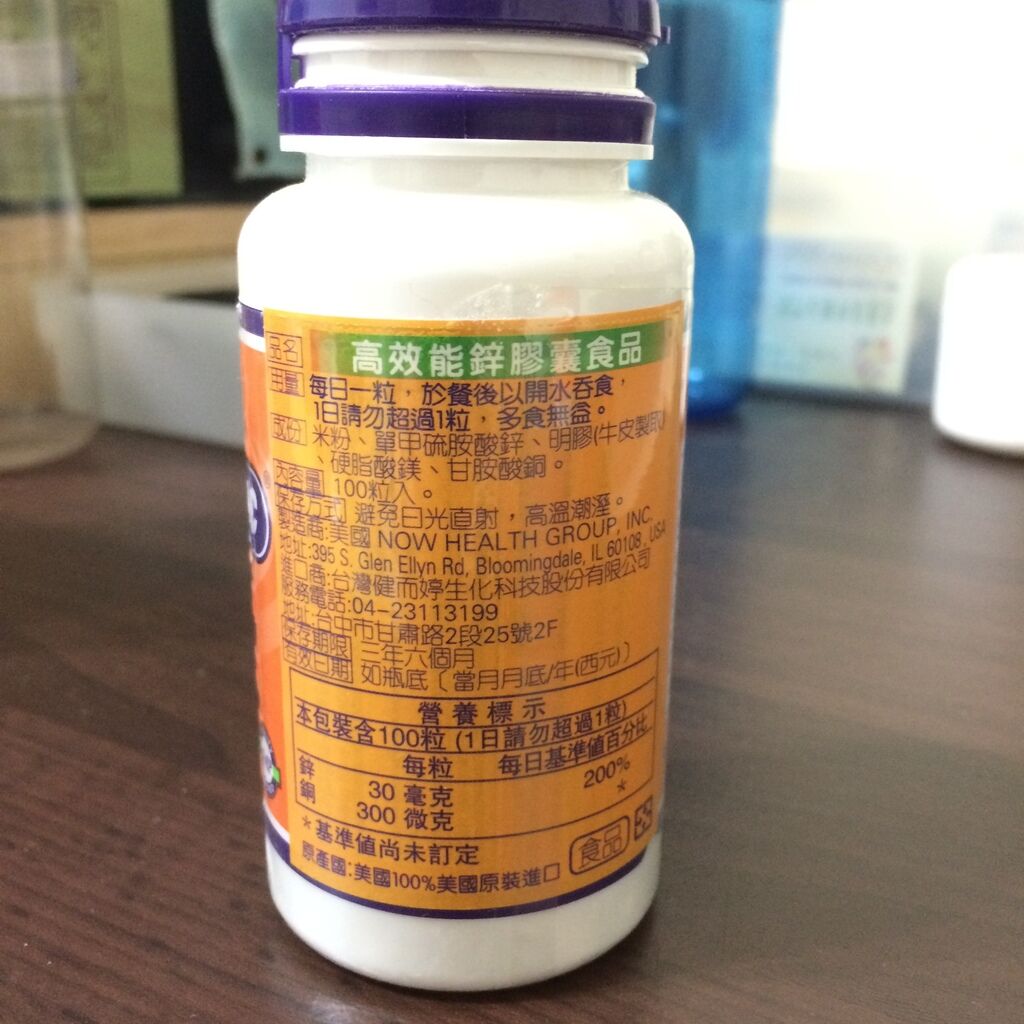 品名 高效能鋅膠囊食品
用量 每日一粒，於餐後以開水吞食，
1日請勿超過1粒，多食無益。
成份 米粉、單甲硫胺酸鋅、明膠(牛皮製取)
、硬脂酸鎂、甘胺酸銅。
內容量 100粒入。
保存方式 避免日光直射，高溫潮溼。
製造商:美國 NOW HEALTH GROUP, INC.
地址:395 S. Glen Ellyn Rd, Bloomingdale, IL 60108, USA
進口商:台灣健而婷生化科技股份有限公司
服務電話:04-23113199
地址:台中市甘肅路2段25號2F
保存期限 三年六個月
有效日期 如瓶底〔當月月底/年(西元)〕
營養標示
本包裝含100粒 (1日請勿超過1粒)
每粒 每日基準值百分比
鋅 30 毫克 200%
銅 300 微克 *
*基準值尚未訂定
原產國:美國100%美國原裝進口
食品
C
®